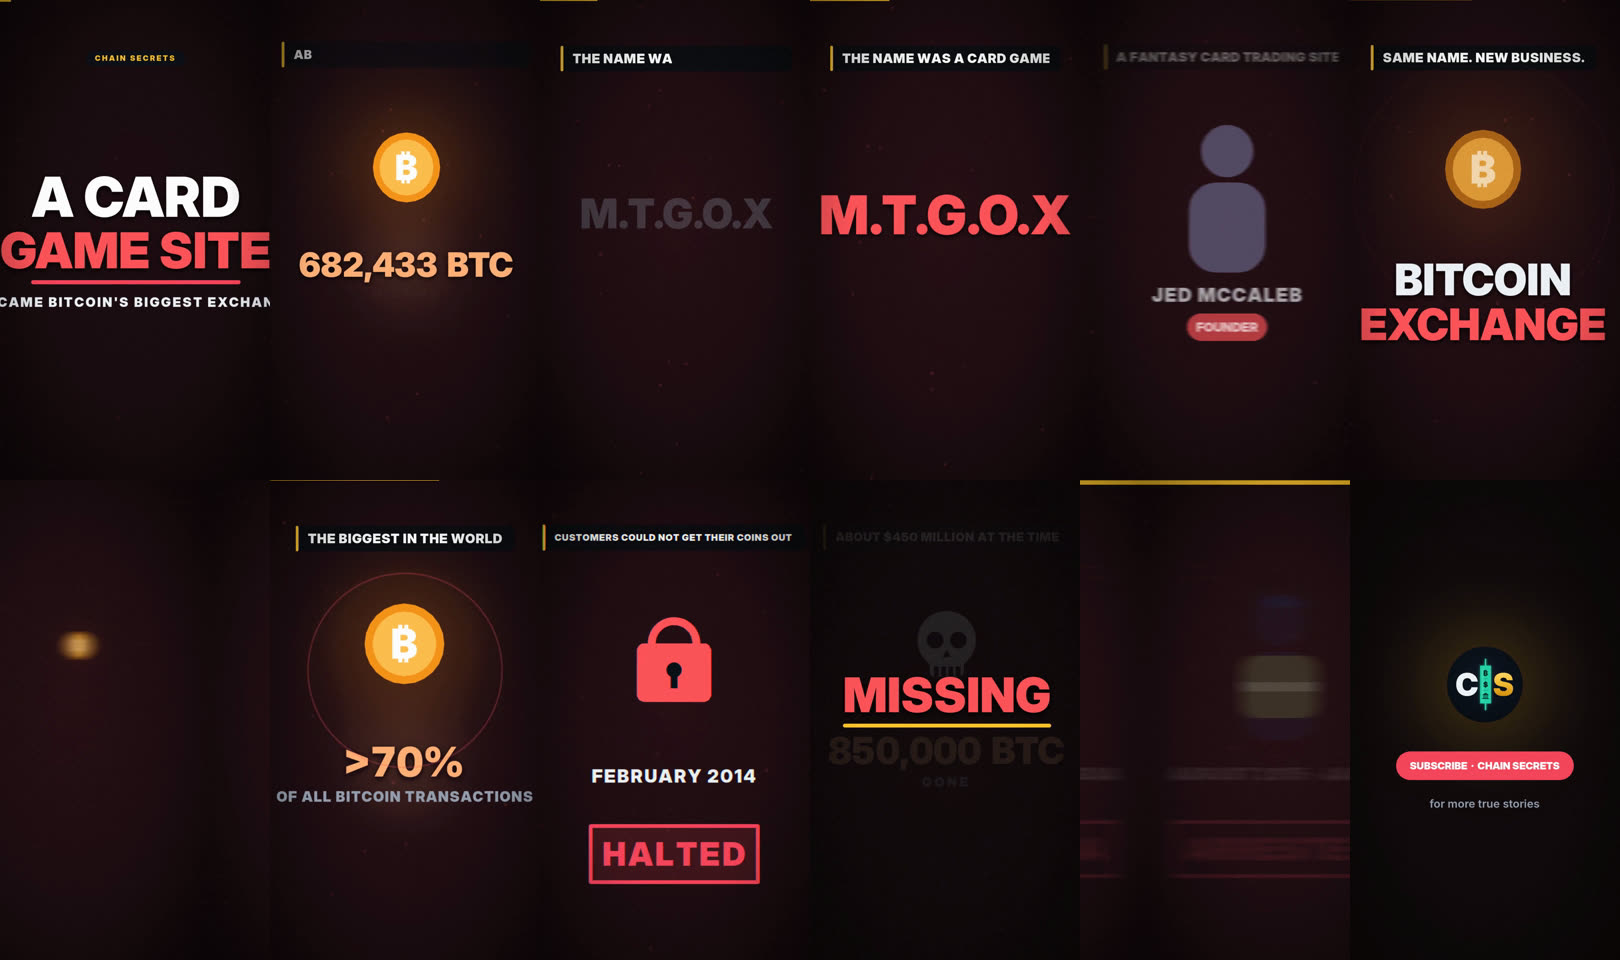 CHAIN SECRETS
A CARD
GAME SITE
CAME BITCOIN'S BIGGEST EXCHAN
AB
682,433 BTC
THE NAME WA
M.T.G.O.X
THE NAME WAS A CARD GAME
M.T.G.O.X
A FANTASY CARD TRADING SITE
JED MCCALEB
FOUNDER
SAME NAME. NEW BUSINESS.
BITCOIN
EXCHANGE
THE BIGGEST IN THE WORLD
>70%
OF ALL BITCOIN TRANSACTIONS
CUSTOMERS COULD NOT GET THEIR COINS OUT
FEBRUARY 2014
HALTED
ABOUT $450 MILLION AT THE TIME
MISSING
850,000 BTC
GONE
CS
SUBSCRIBE · CHAIN SECRETS
for more true stories